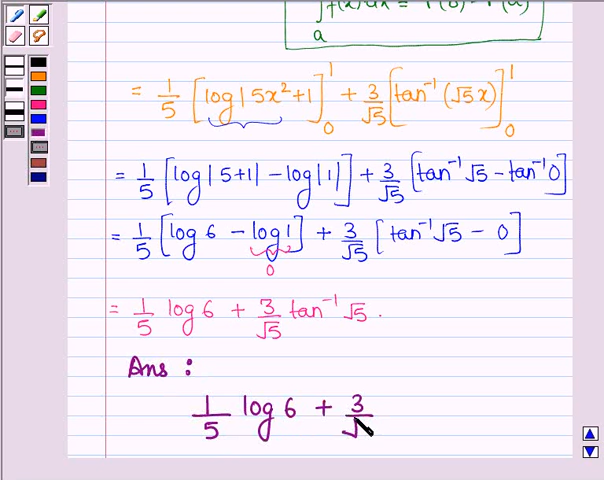 ∫f(x)dx = F(b) - F(a)
a
= 1/5 [log|5x²+1]₀¹ + 3/√5 [tan⁻¹(√5x)]₀¹
= 1/5 [log|5+1| - log|1|] + 3/√5 [tan⁻¹√5 - tan⁻¹0]
= 1/5 [log 6 - log 1] + 3/√5 [tan⁻¹√5 - 0]
0
= 1/5 log 6 + 3/√5 tan⁻¹ √5.
Ans :
1/5 log 6 + 3/√